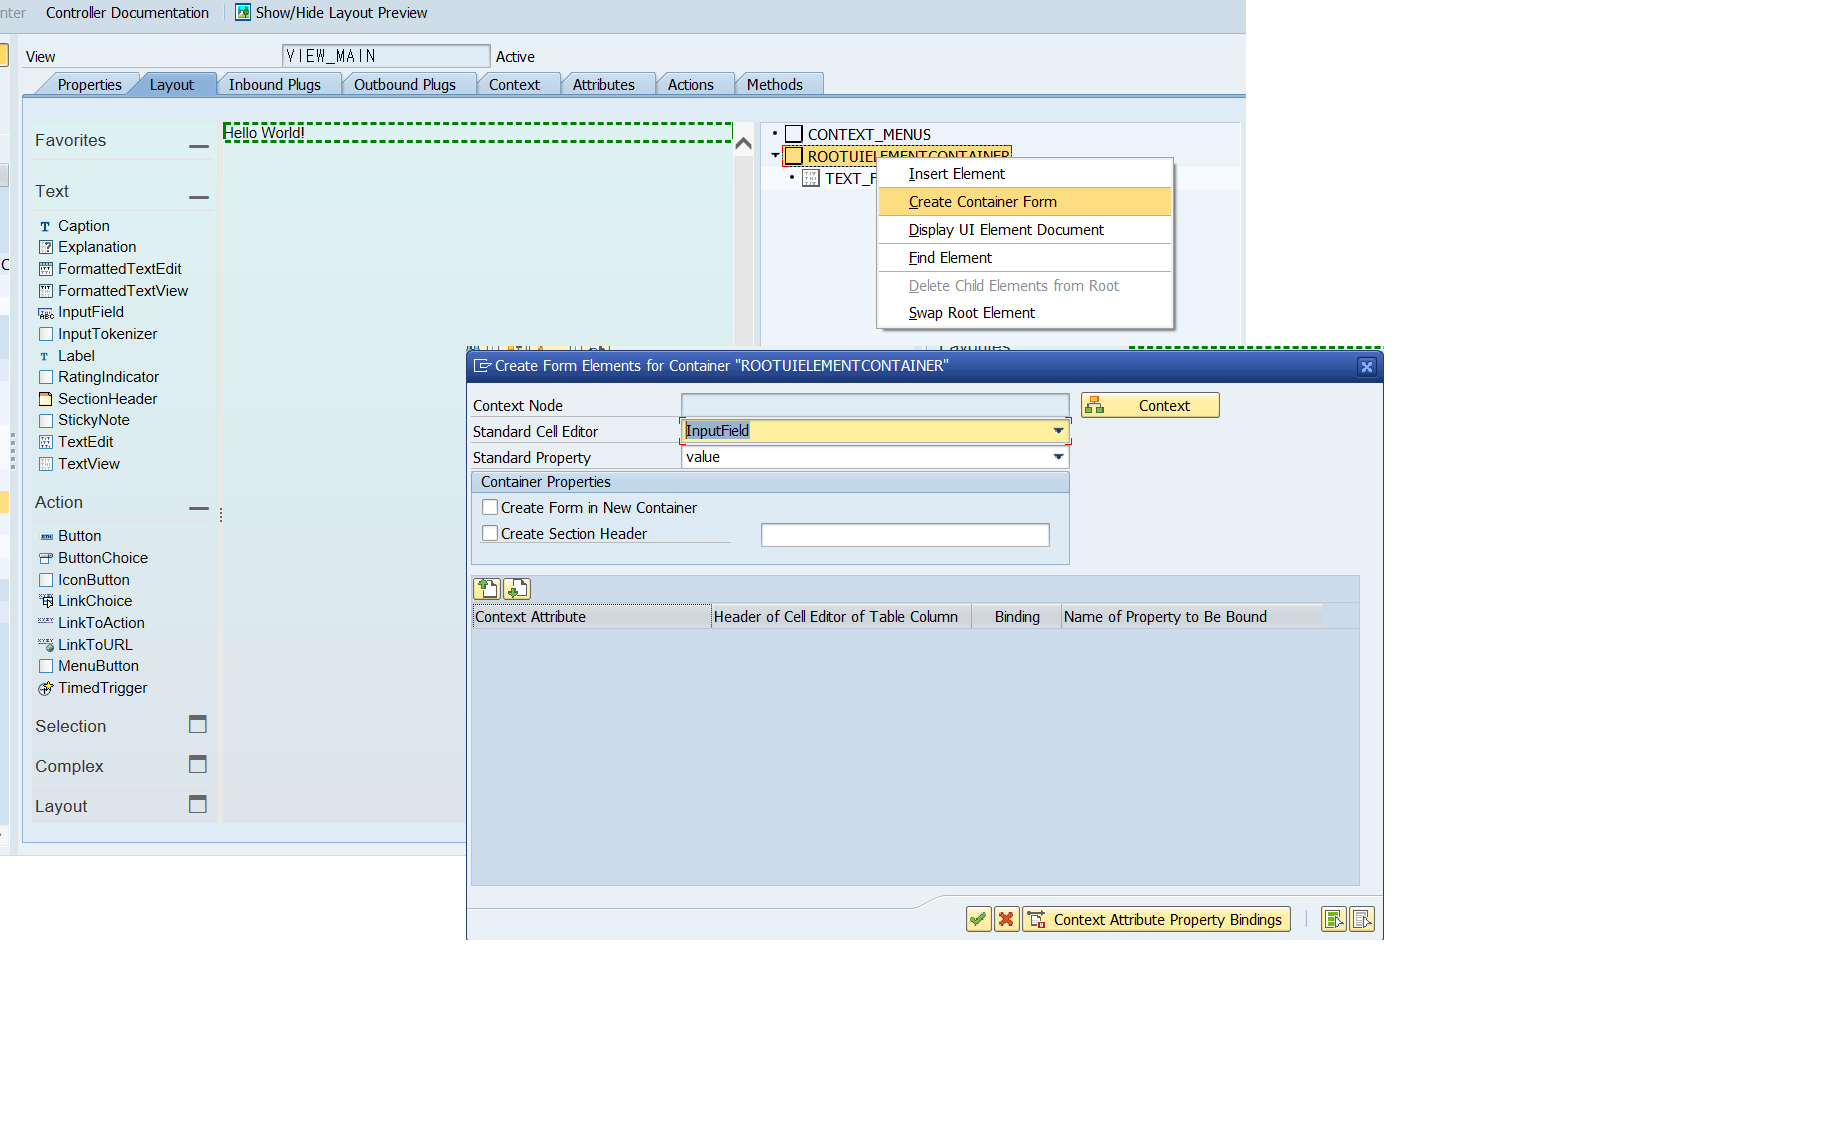 nter Controller Documentation Show/Hide Layout Preview
View VIEW_MAIN Active
Properties Layout Inbound Plugs Outbound Plugs Context Attributes Actions Methods
Favorites
Text
Caption
Explanation
FormattedTextEdit
FormattedTextView
InputField
InputTokenizer
Label
RatingIndicator
SectionHeader
StickyNote
TextEdit
TextView
Action
Button
ButtonChoice
IconButton
LinkChoice
LinkToAction
LinkToURL
MenuButton
TimedTrigger
Selection
Complex
Layout
Hello World!
CONTEXT_MENUS
ROOTUIELEMENTCONTAINER
TEXT_F
Insert Element
Create Container Form
Display UI Element Document
Find Element
Delete Child Elements from Root
Swap Root Element
Create Form Elements for Container "ROOTUIELEMENTCONTAINER"
Context Node Context
Standard Cell Editor InputField
Standard Property value
Container Properties
Create Form in New Container
Create Section Header
Context Attribute Header of Cell Editor of Table Column Binding Name of Property to Be Bound
Context Attribute Property Bindings